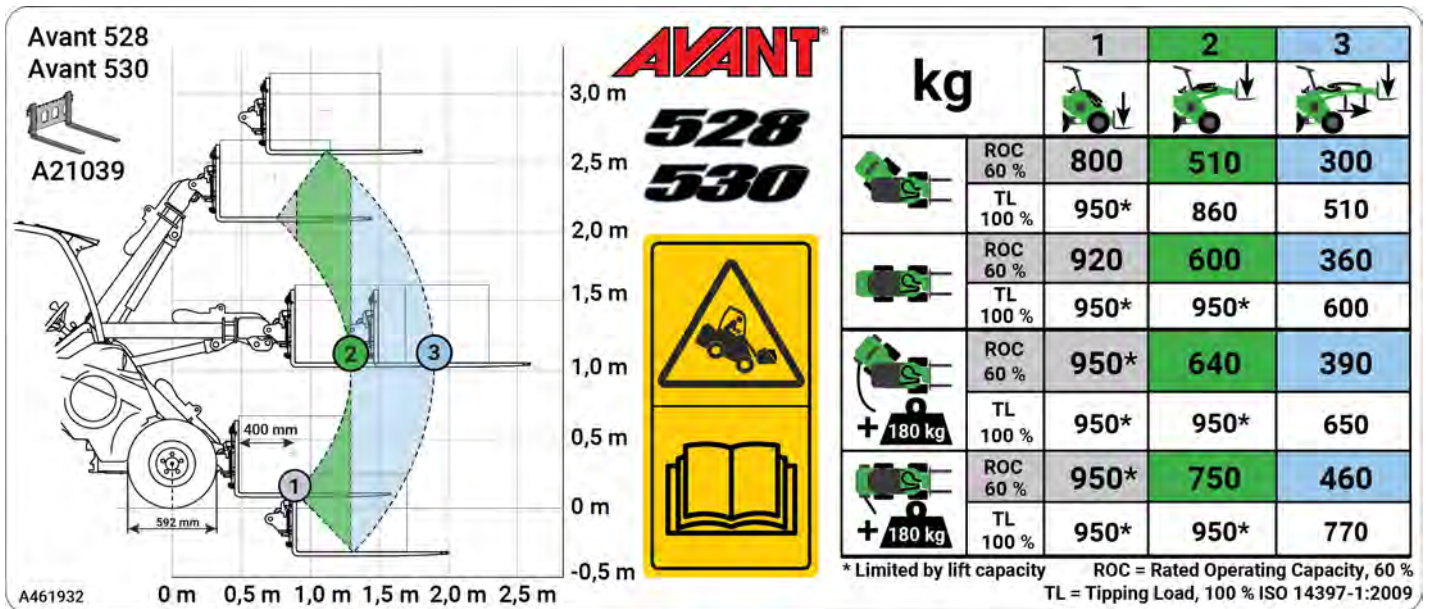 Avant 528
Avant 530
A21039
3,0 m
2,5 m
2,0 m
1,5 m
1,0 m
0,5 m
0 m
-0,5 m
2
3
400 mm
1
592 mm
A461932
0 m 0,5 m 1,0 m 1,5 m 2,0 m 2,5 m
AVANT®
528
530
kg 1 2 3
ROC 60 % 800 510 300
TL 100 % 950* 860 510
ROC 60 % 920 600 360
TL 100 % 950* 950* 600
ROC 60 % 950* 640 390
+ 180 kg TL 100 % 950* 950* 650
ROC 60 % 950* 750 460
+ 180 kg TL 100 % 950* 950* 770
* Limited by lift capacity ROC = Rated Operating Capacity, 60 %
TL = Tipping Load, 100 % ISO 14397-1:2009